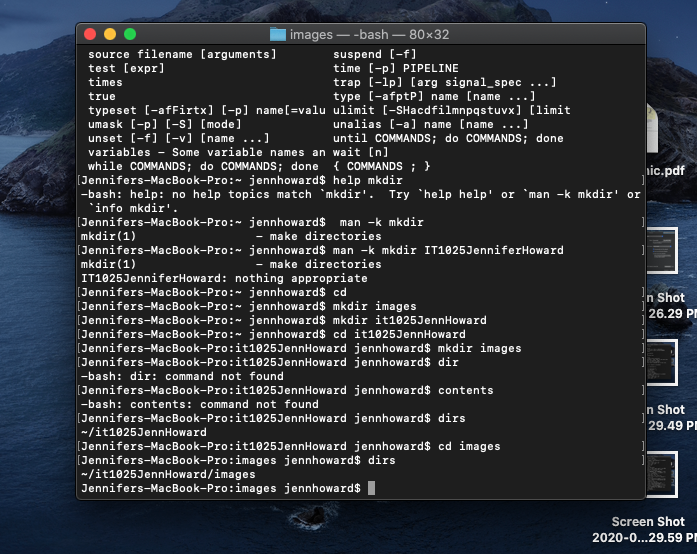 images — -bash — 80×32
source filename [arguments] suspend [-f]
test [expr] time [-p] PIPELINE
times trap [-lp] [arg signal_spec ...]
true type [-afptP] name [name ...]
typeset [-afFirtx] [-p] name[=valu ulimit [-SHacdfilmnpqstuvx] [limit
umask [-p] [-S] [mode] unalias [-a] name [name ...]
unset [-f] [-v] [name ...] until COMMANDS; do COMMANDS; done
variables - Some variable names an wait [n]
while COMMANDS; do COMMANDS; done { COMMANDS ; }
[Jennifers-MacBook-Pro:~ jennhoward$ help mkdir ]
-bash: help: no help topics match `mkdir'.  Try `help help' or `man -k mkdir' or
`info mkdir'.
[Jennifers-MacBook-Pro:~ jennhoward$  man -k mkdir ]
mkdir(1) - make directories
[Jennifers-MacBook-Pro:~ jennhoward$ man -k mkdir IT1025JenniferHoward ]
mkdir(1) - make directories
IT1025JenniferHoward: nothing appropriate
[Jennifers-MacBook-Pro:~ jennhoward$ cd ]
[Jennifers-MacBook-Pro:~ jennhoward$ mkdir images ]
[Jennifers-MacBook-Pro:~ jennhoward$ mkdir it1025JennHoward ]
[Jennifers-MacBook-Pro:~ jennhoward$ cd it1025JennHoward ]
[Jennifers-MacBook-Pro:it1025JennHoward jennhoward$ mkdir images ]
[Jennifers-MacBook-Pro:it1025JennHoward jennhoward$ dir ]
-bash: dir: command not found
[Jennifers-MacBook-Pro:it1025JennHoward jennhoward$ contents ]
-bash: contents: command not found
[Jennifers-MacBook-Pro:it1025JennHoward jennhoward$ dirs ]
~/it1025JennHoward
[Jennifers-MacBook-Pro:it1025JennHoward jennhoward$ cd images ]
[Jennifers-MacBook-Pro:images jennhoward$ dirs ]
~/it1025JennHoward/images
Jennifers-MacBook-Pro:images jennhoward$
nic.pdf
n Shot
26.29 PM
n Shot
29.49 PM
Screen Shot
2020-0...29.59 PM